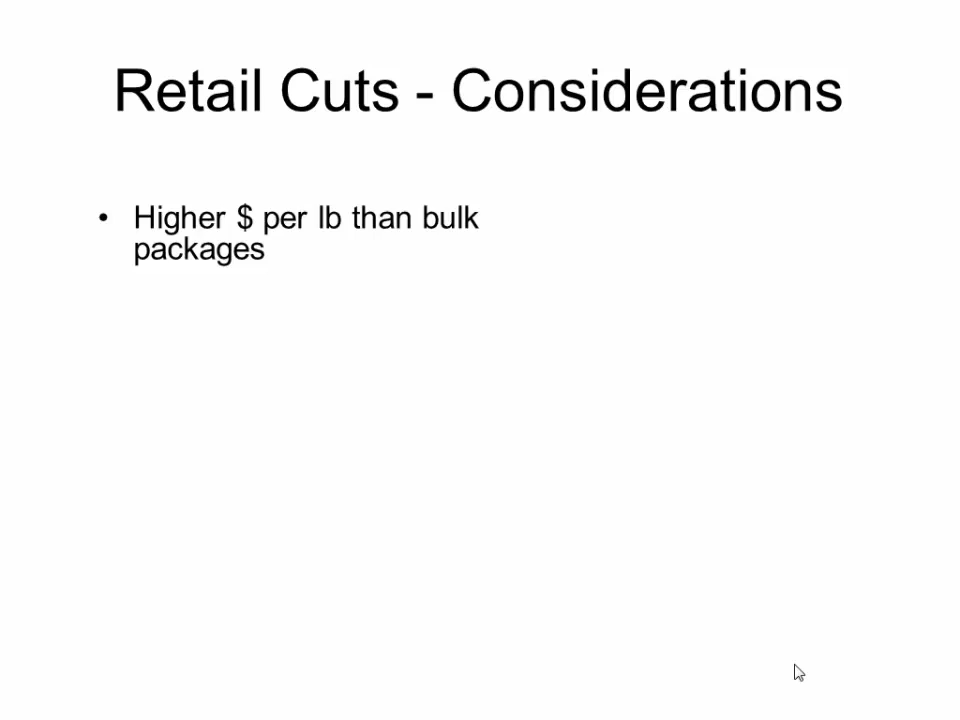 Retail Cuts - Considerations
• Higher $ per lb than bulk
packages